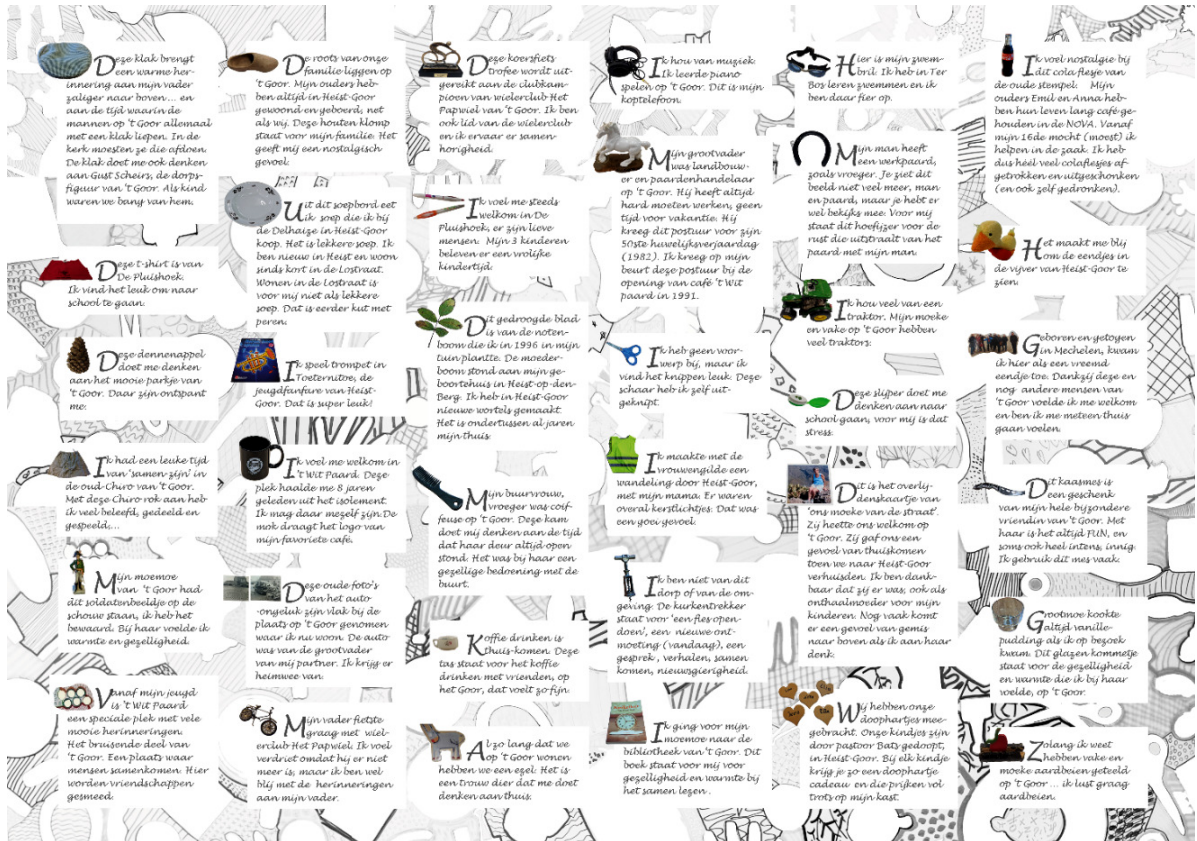 Deze klak brengt
een warme her-
innering aan mijn vader
zaliger naar boven... en
aan de tijd waarin de
mannen op 't Goor allemaal
met een klak liepen. In de
kerk moesten ze die afdoen.
De klak doet me ook denken
aan Gust Scheirs, de dorps-
figuur van 't Goor. Als kind
waren we bang van hem.
Deze t-shirt is van
De Pluishoek.
Ik vind het leuk om naar
school te gaan.
Deze dennenappel
doet me denken
aan het mooie parkje van
't Goor. Daar zijn ontspant
me.
Ik had een leuke tijd
van 'samen-zijn' in
de oud-Chiro van 't Goor.
Met deze Chiro rok aan heb
ik veel beleefd, gedeeld en
gespeeld,...
Mijn moemoe
van 't Goor had
dit soldatenbeeldje op de
schouw staan, ik heb het
bewaard. Bij haar voelde ik
warmte en gezelligheid.
Vanaf mijn jeugd
is 't Wit Paard
een speciale plek met vele
mooie herinneringen.
Het bruisende deel van
't Goor. Een plaats waar
mensen samenkomen. Hier
worden vriendschappen
gesmeed.
De roots van onze
familie liggen op
't Goor. Mijn ouders heb-
ben altijd in Heist-Goor
gewoond en geboerd, net
als wij. Deze houten klomp
staat voor mijn familie. Het
geeft mij een nostalgisch
gevoel.
Uit dit soepbord eet
ik soep die ik bij
de Delhaize in Heist-Goor
koop. Het is lekkere soep. Ik
ben nieuw in Heist en woon
sinds kort in de Lostraat.
Wonen in de Lostraat is
voor mij niet als lekkere
soep. Dat is eerder kut met
peren.
Ik speel trompet in
Toeternitoe, de
jeugdfanfare van Heist-
Goor. Dat is super leuk!
Ik voel me welkom in
't Wit Paard. Deze
plek haalde me 8 jaren
geleden uit het isolement.
Ik mag daar mezelf zijn. De
mok draagt het logo van
mijn favoriete café.
Deze oude foto's
van het auto
-ongeluk zijn vlak bij de
plaats op 't Goor genomen
waar ik nu woon. De auto
was van de grootvader
van mij partner. Ik krijg er
heimwee van.
Mijn vader fietste
graag met wiel-
erclub Het Papwiel. Ik voel
verdriet omdat hij er niet
meer is, maar ik ben wel
blij met de herinneringen
aan mijn vader.
Deze koersfiets
trofee wordt uit-
gereikt aan de clubkam-
pioen van wielerclub Het
Papwiel van 't Goor. Ik ben
ook lid van de wielerclub
en ik ervaar er samen-
horigheid.
Ik voel me steeds
welkom in De
Pluishoek, er zijn lieve
mensen. Mijn 3 kinderen
beleven er een vrolijke
kindertijd.
Dit gedroogde blad
is van de noten-
boom die ik in 1996 in mijn
tuin plantte. De moeder-
boom stond aan mijn ge-
boortehuis in Heist-op-den-
Berg. Ik heb in Heist-Goor
nieuwe wortels gemaakt.
Het is ondertussen al jaren
mijn thuis.
Mijn buurvrouw,
vroeger was coif-
feuse op 't Goor. Deze kam
doet mij denken aan de tijd
dat haar deur altijd open
stond. Het was bij haar een
gezellige bedoening met de
buurt.
Koffie drinken is
thuis-komen. Deze
tas staat voor het koffie
drinken met vrienden, op
het Goor, dat voelt zo fijn.
Al zo lang dat we
op 't Goor wonen
hebben we een ezel. Het is
een trouw dier dat me doet
denken aan thuis.
Ik hou van muziek.
Ik leerde piano
spelen op 't Goor. Dit is mijn
koptelefoon.
Mijn grootvader
was landbouw-
er en paardenhandelaar
op 't Goor. Hij heeft altijd
hard moeten werken, geen
tijd voor vakantie. Hij
kreeg dit postuur voor zijn
50ste huwelijksverjaardag
(1982). Ik kreeg op mijn
beurt deze postuur bij de
opening van café 't Wit
paard in 1991.
Ik heb geen voor-
werp bij, maar ik
vind het knippen leuk. Deze
schaar heb ik zelf uit-
geknipt.
Ik maakte met de
vrouwengilde een
wandeling door Heist-Goor,
met mijn mama. Er waren
overal kerstlichtjes. Dat was
een goei gevoel.
Ik ben niet van dit
dorp of van de om-
geving. De kurkentrekker
staat voor 'een fles open-
doen', een nieuwe ont-
moeting (vandaag), een
gesprek, verhalen, samen
komen, nieuwsgierigheid.
Ik ging voor mijn
moemoe naar de
bibliotheek van 't Goor. Dit
boek staat voor mij voor
gezelligheid en warmte bij
het samen lezen.
Hier is mijn zwem-
bril. Ik heb in Ter
Bos leren zwemmen en ik
ben daar fier op.
Mijn man heeft
een werkpaard,
zoals vroeger. Je ziet dit
beeld niet veel meer, man
en paard, maar je hebt er
wel bekijks mee. Voor mij
staat dit hoefijzer voor de
rust die uitstraalt van het
paard met mijn man.
Ik hou veel van een
traktor. Mijn moeke
en vake op 't Goor hebben
veel traktors.
Deze slijper doet me
denken aan naar
school gaan, voor mij is dat
stress.
Dit is het overlij-
denskaartje van
'ons moeke van de straat'.
Zij heette ons welkom op
't Goor. Zij gaf ons een
gevoel van thuiskomen
toen we naar Heist-Goor
verhuisden. Ik ben dank-
baar dat zij er was, ook als
onthaalmoeder voor mijn
kinderen. Nog vaak komt
er een gevoel van gemis
naar boven als ik aan haar
denk.
Wij hebben onze
doophartjes mee-
gebracht. Onze kindjes zijn
door pastoor Bats gedoopt,
in Heist-Goor. Bij elk kindje
krijg je zo een doophartje
cadeau en die prijken vol
trots op mijn kast.
Ik voel nostalgie bij
dit cola flesje van
de oude stempel. Mijn
ouders Emil en Anna heb-
ben hun leven lang café ge-
houden in de NOVA. Vanaf
mijn 16de mocht (moest) ik
helpen in de zaak. Ik heb
dus héél veel colaflesjes af-
getrokken en uitgeschonken
(en ook zelf gedronken).
Het maakt me blij
om de eendjes in
de vijver van Heist-Goor te
zien.
Geboren en getogen
in Mechelen, kwam
ik hier als een vreemd
eendje toe. Dankzij deze en
nog andere mensen van
't Goor voelde ik me welkom
en ben ik me meteen thuis
gaan voelen.
Dit kaasmes is
een geschenk
van mijn hele bijzondere
vriendin van 't Goor. Met
haar is het altijd FUN, en
soms ook heel intens, innig.
Ik gebruik dit mes vaak.
Grootmoe kookte
altijd vanille-
pudding als ik op bezoek
kwam. Dit glazen kommetje
staat voor de gezelligheid
en warmte die ik bij haar
voelde, op 't Goor.
Zolang ik weet
hebben vake en
moeke aardbeien geteeld
op 't Goor ... ik lust graag
aardbeien.